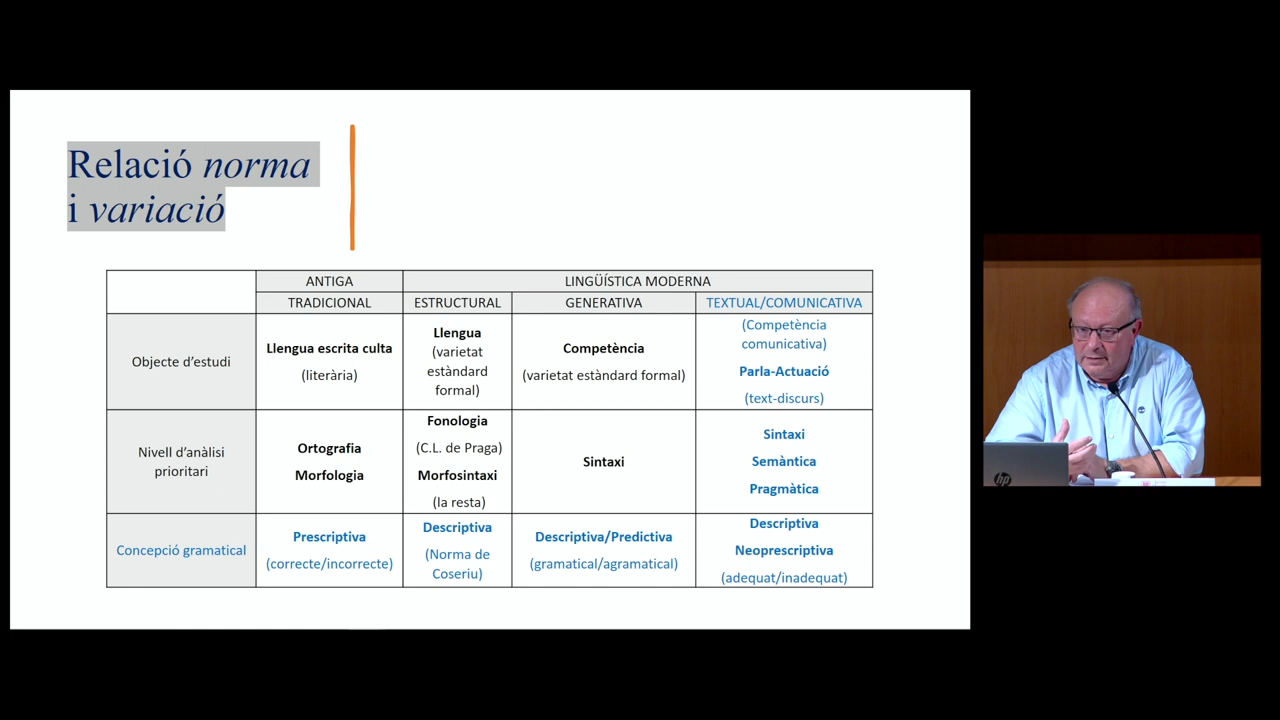 Relació norma
i variació
ANTIGA
LINGÜÍSTICA MODERNA
TRADICIONAL
ESTRUCTURAL
GENERATIVA
TEXTUAL/COMUNICATIVA
Objecte d’estudi
Llengua escrita culta
(literària)
Llengua
(varietat
estàndard
formal)
Competència
(varietat estàndard formal)
(Competència
comunicativa)
Parla-Actuació
(text-discurs)
Nivell d’anàlisi
prioritari
Ortografia
Morfologia
Fonologia
(C.L. de Praga)
Morfosintaxi
(la resta)
Sintaxi
Sintaxi
Semàntica
Pragmàtica
Concepció gramatical
Prescriptiva
(correcte/incorrecte)
Descriptiva
(Norma de
Coseriu)
Descriptiva/Predictiva
(gramatical/agramatical)
Descriptiva
Neoprescriptiva
(adequat/inadequat)
hp